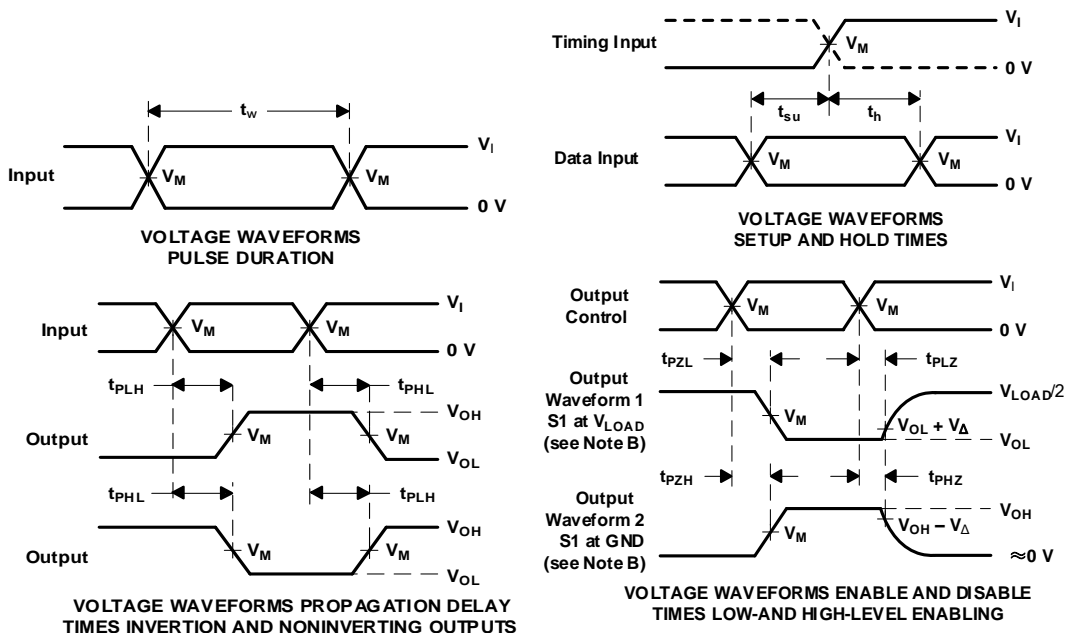 t_w
Input
V_M
V_M
V_I
0 V
VOLTAGE WAVEFORMS
PULSE DURATION
Timing Input
V_M
V_I
0 V
t_su
t_h
Data Input
V_M
V_M
V_I
0 V
VOLTAGE WAVEFORMS
SETUP AND HOLD TIMES
Input
V_M
V_M
V_I
0 V
t_PLH
t_PHL
Output
V_M
V_M
V_OH
V_OL
t_PHL
t_PLH
Output
V_M
V_M
V_OH
V_OL
VOLTAGE WAVEFORMS PROPAGATION DELAY
TIMES INVERTION AND NONINVERTING OUTPUTS
Output
Control
V_M
V_M
V_I
0 V
t_PZL
t_PLZ
Output
Waveform 1
S1 at V_LOAD
(see Note B)
V_M
V_LOAD/2
V_OL + V_Δ
V_OL
t_PZH
t_PHZ
Output
Waveform 2
S1 at GND
(see Note B)
V_M
V_OH
V_OH – V_Δ
≈0 V
VOLTAGE WAVEFORMS ENABLE AND DISABLE
TIMES LOW-AND HIGH-LEVEL ENABLING